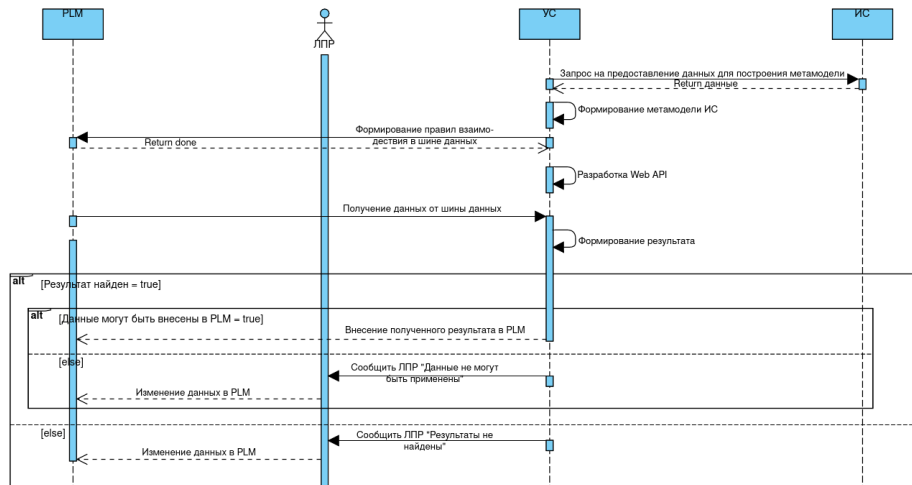 PLM
ЛПР
УС
ИС
Запрос на предоставление данных для построения метамодели
Return данные
Формирование метамодели ИС
Формирование правил взаимо-
действия в шине данных
Return done
Разработка Web API
Получение данных от шины данных
Формирование результата
alt
[Результат найден = true]
alt
[Данные могут быть внесены в PLM = true]
Внесение полученного результата в PLM
[else]
Сообщить ЛПР "Данные не могут
быть применены"
Изменение данных в PLM
[else]
Сообщить ЛПР "Результаты не
найдены"
Изменение данных в PLM